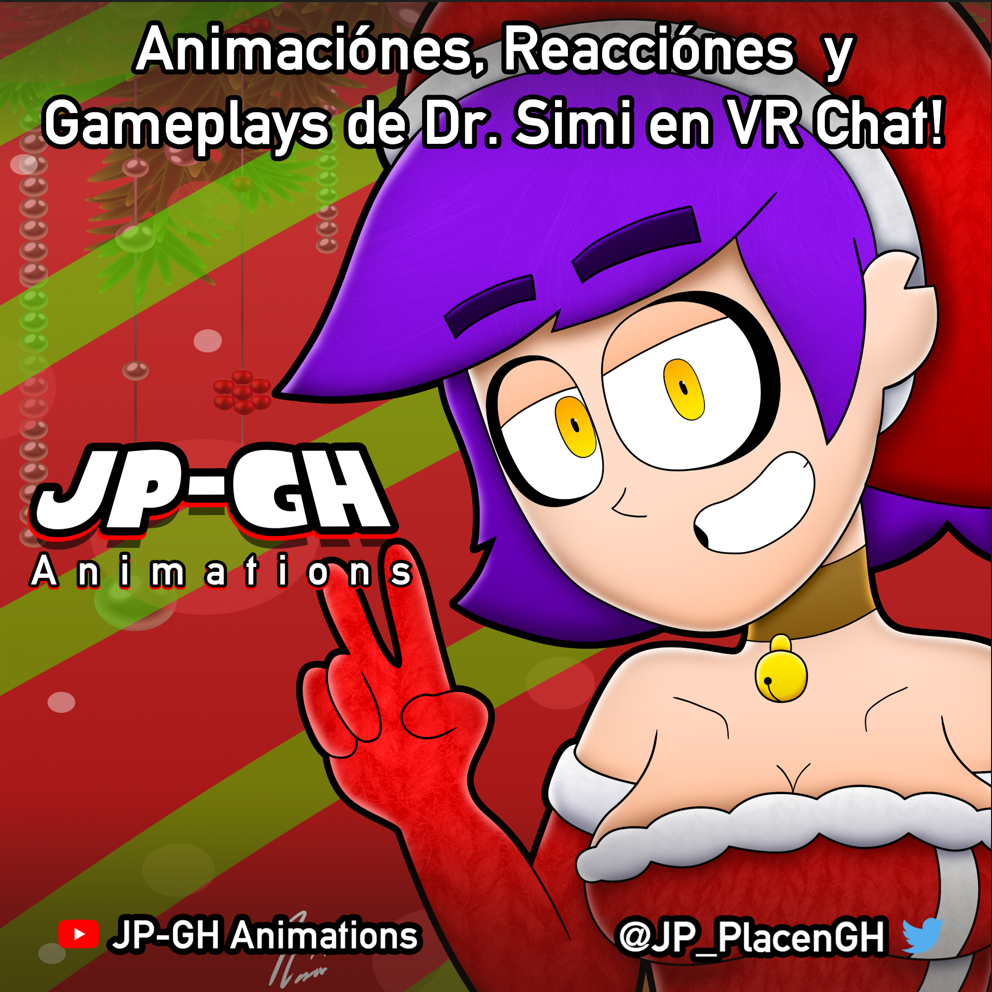 Animaciónes, Reacciónes y
Gameplays de Dr. Simi en VR Chat!
JP-GH
Animations
JP-GH Animations
@JP_PlacenGH